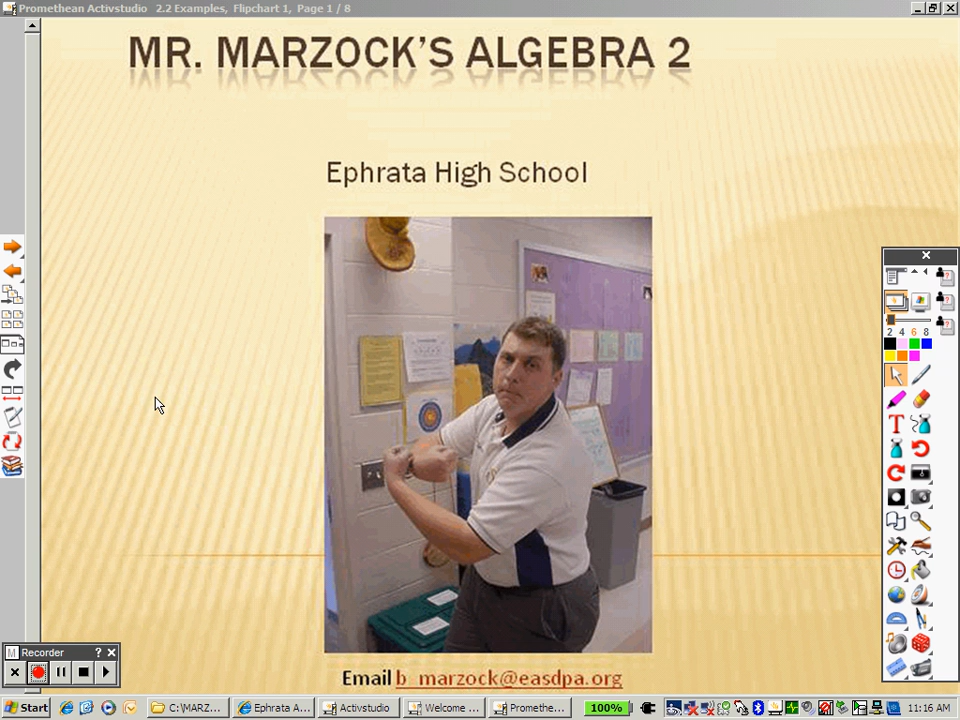 Promethean Activstudio 2.2 Examples, Flipchart 1, Page 1 / 8
MR. MARZOCK'S ALGEBRA 2
Ephrata High School
2 4 6 8
Recorder
Email b_marzock@easdpa.org
Start
C:\MARZ...
Ephrata A...
Activstudio
Welcome ...
Promethe...
100%
11:16 AM